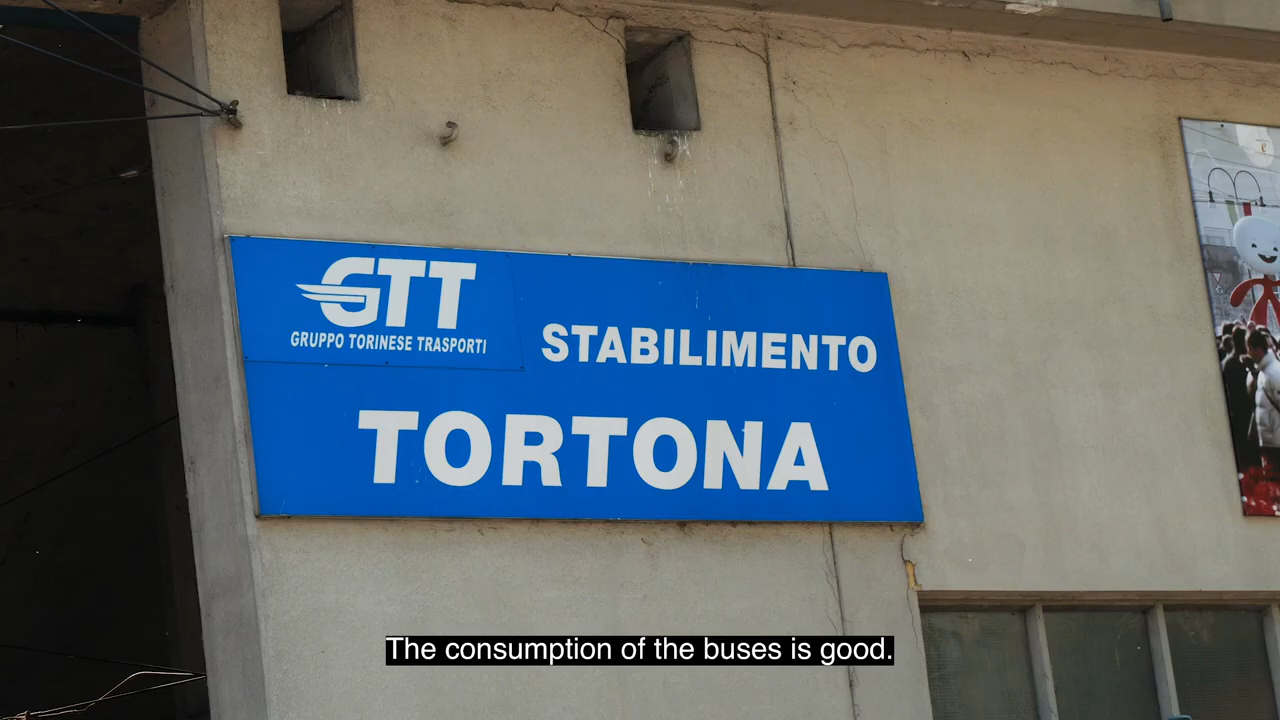 GTT
GRUPPO TORINESE TRASPORTI
STABILIMENTO
TORTONA
The consumption of the buses is good.